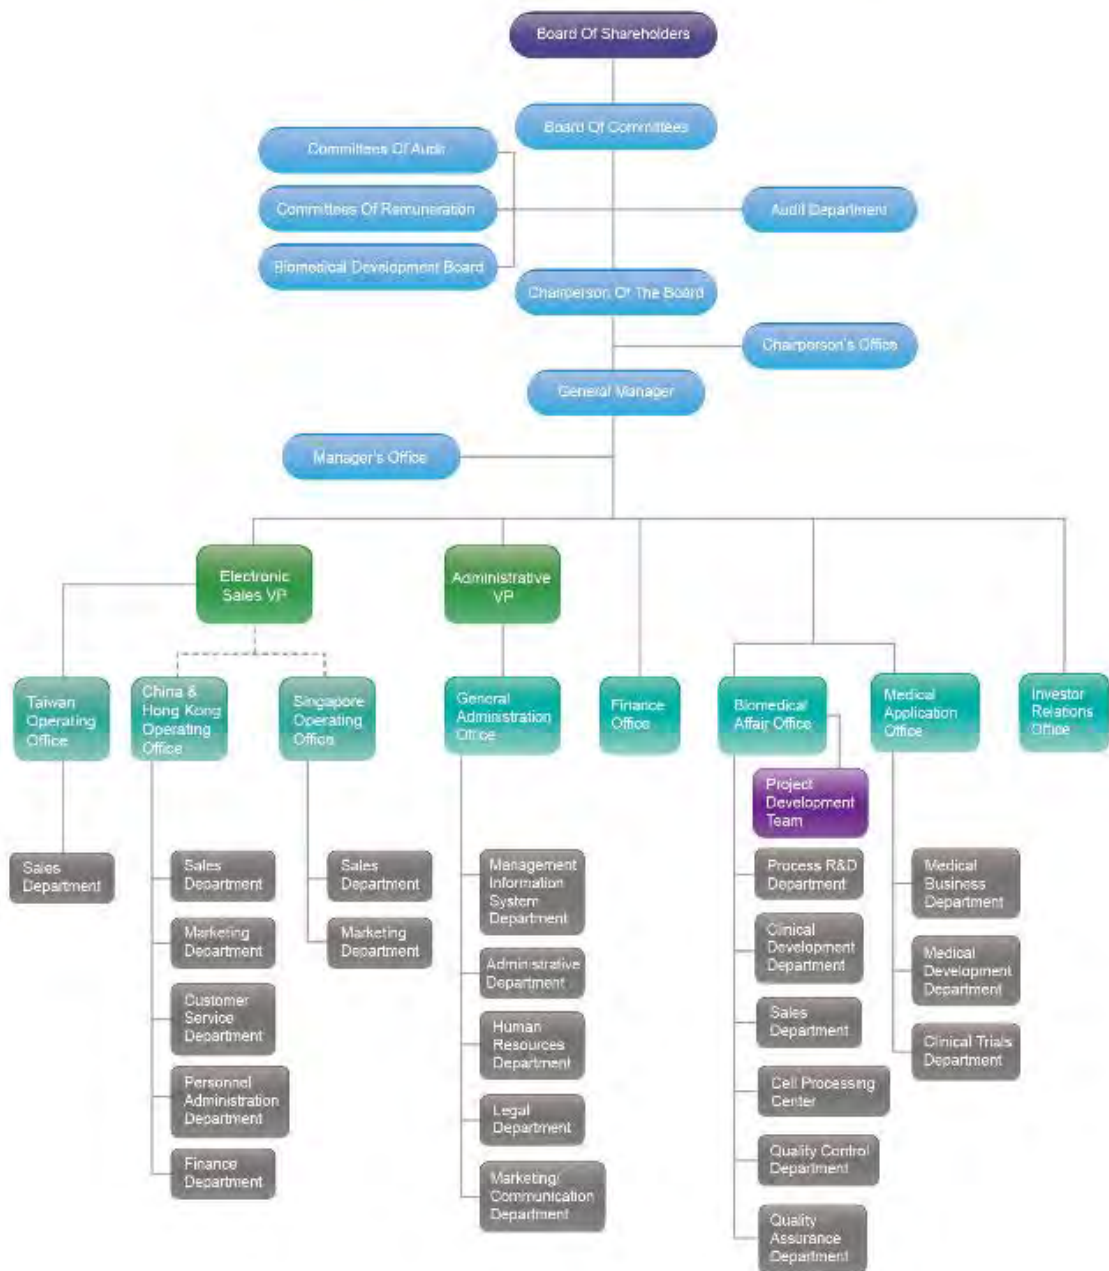 Board Of Shareholders
Board Of Committees
Committees Of Audit
Committees Of Remuneration
Audit Department
Biomedical Development Board
Chairperson Of The Board
Chairperson's Office
General Manager
Manager's Office
Electronic
Sales VP
Administrative
VP
Taiwan
Operating
Office
China &
Hong Kong
Operating
Office
Singapore
Operating
Office
General
Administration
Office
Finance
Office
Biomedical
Affair Office
Medical
Application
Office
Investor
Relations
Office
Project
Development
Team
Sales
Department
Sales
Department
Marketing
Department
Customer
Service
Department
Personnel
Administration
Department
Finance
Department
Sales
Department
Marketing
Department
Management
Information
System
Department
Administrative
Department
Human
Resources
Department
Legal
Department
Marketing/
Communication
Department
Process R&D
Department
Clinical
Development
Department
Sales
Department
Cell Processing
Center
Quality Control
Department
Quality
Assurance
Department
Medical
Business
Department
Medical
Development
Department
Clinical Trials
Department